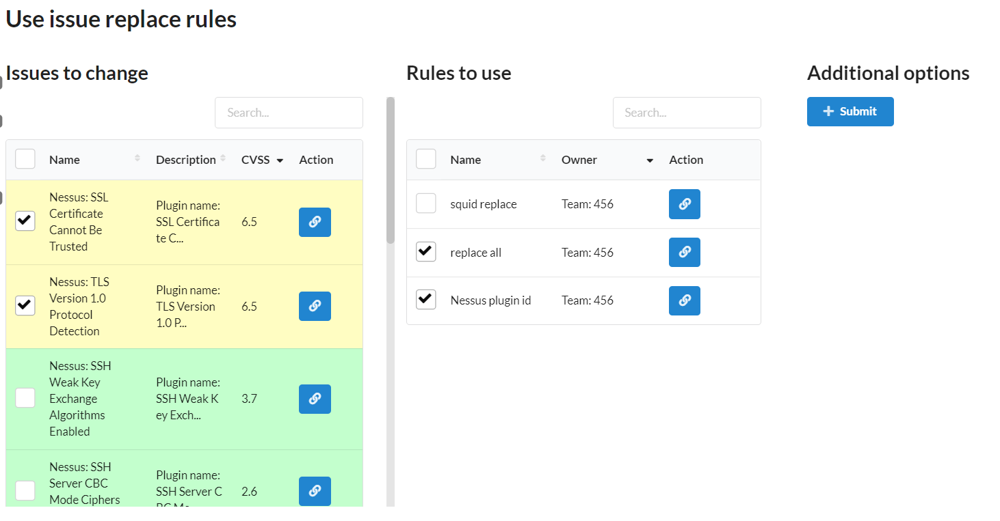 Use issue replace rules
Issues to change
Search...
Name
Description
CVSS
Action
Nessus: SSL
Certificate
Cannot Be
Trusted
Plugin name:
SSL Certifica
te C...
6.5
Nessus: TLS
Version 1.0
Protocol
Detection
Plugin name:
TLS Version
1.0 P...
6.5
Nessus: SSH
Weak Key
Exchange
Algorithms
Enabled
Plugin name:
SSH Weak K
ey Exch...
3.7
Nessus: SSH
Server CBC
Mode Ciphers
Plugin name:
SSH Server C
2.6
Rules to use
Search...
Name
Owner
Action
squid replace
Team: 456
replace all
Team: 456
Nessus plugin id
Team: 456
Additional options
Submit